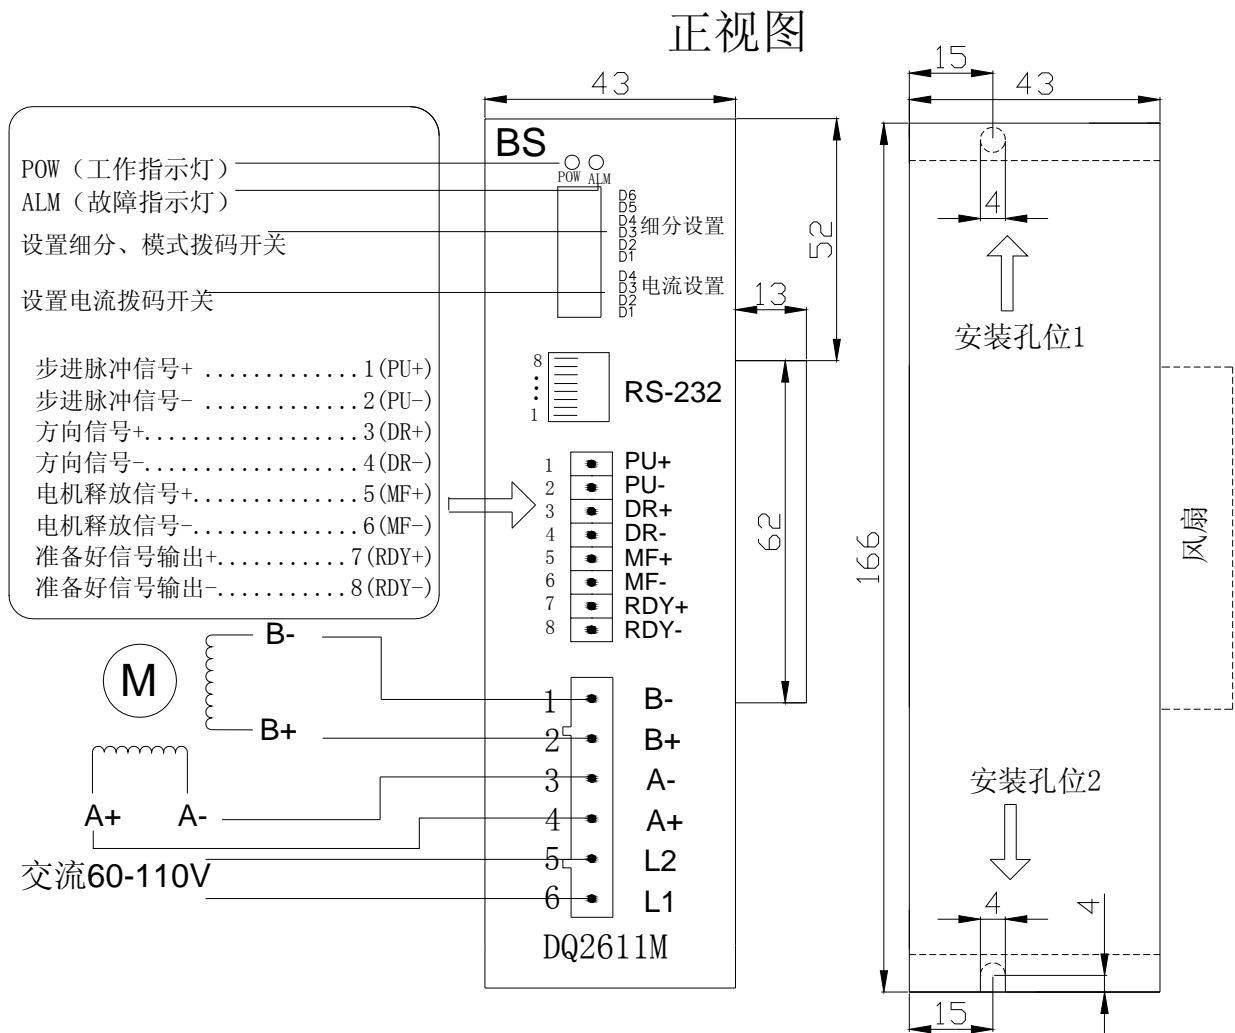 正视图
43
15
43
BS
POW（工作指示灯）
POW ALM
ALM（故障指示灯）
设置细分、模式拨码开关
设置电流拨码开关
D6
D5
D4
D3
D2
D1
细分设置
D4
D3
D2
D1
电流设置
52
13
4
安装孔位1
步进脉冲信号+ .............1(PU+)
步进脉冲信号- .............2(PU-)
方向信号+..................3(DR+)
方向信号-..................4(DR-)
电机释放信号+..............5(MF+)
电机释放信号-..............6(MF-)
准备好信号输出+...........7(RDY+)
准备好信号输出-...........8(RDY-)
8
1
RS-232
1 PU+
2 PU-
3 DR+
4 DR-
5 MF+
6 MF-
7 RDY+
8 RDY-
62
166
风扇
M
B-
B+
A+ A-
交流60-110V
1 B-
2 B+
3 A-
4 A+
5 L2
6 L1
DQ2611M
安装孔位2
4
4
15